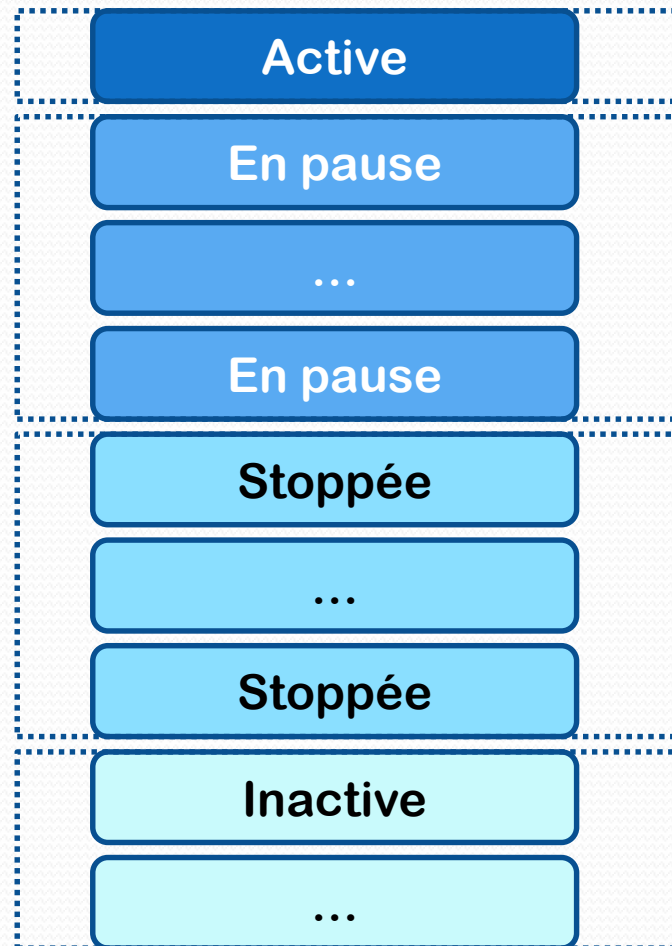 Active
En pause
...
En pause
Stoppée
...
Stoppée
Inactive
...